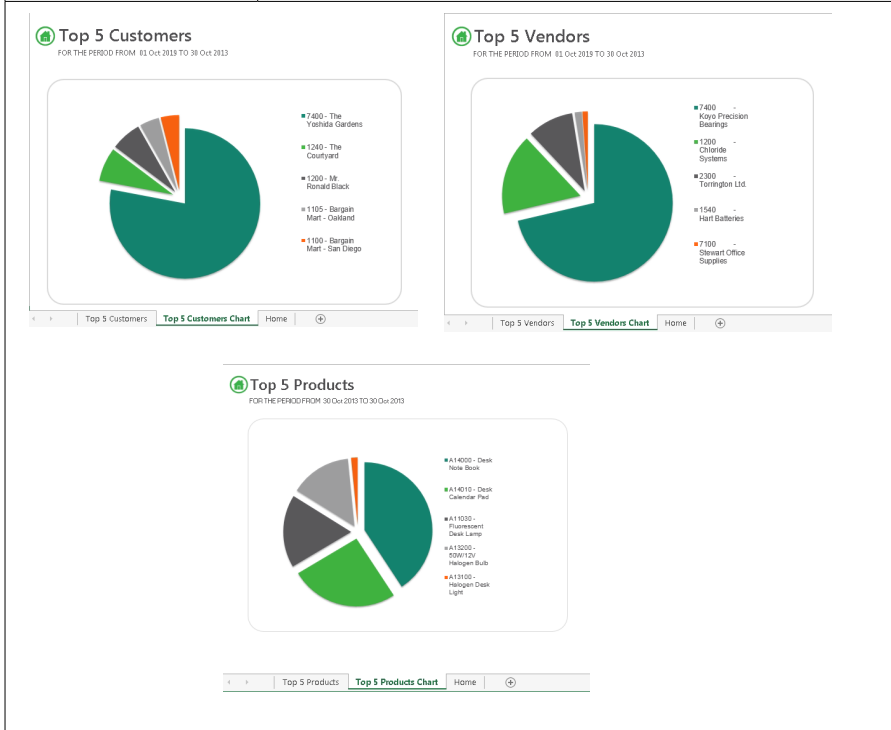 Top 5 Customers
FOR THE PERIOD FROM 01 Oct 2019 TO 30 Oct 2013
7400 - The
Yoshida Gardens
1240 - The
Courtyard
1200 - Mr.
Ronald Black
1105 - Bargain
Mart - Oakland
1100 - Bargain
Mart - San Diego
Top 5 Customers Top 5 Customers Chart Home
Top 5 Vendors
FOR THE PERIOD FROM 01 Oct 2019 TO 30 Oct 2013
7400 -
Koyo Precision
Bearings
1200 -
Chloride
Systems
2300 -
Torrington Ltd.
1540 -
Hart Batteries
7100 -
Stewart Office
Supplies
Top 5 Vendors Top 5 Vendors Chart Home
Top 5 Products
FOR THE PERIOD FROM 30 Oct 2013 TO 30 Oct 2013
A14000 - Desk
Note Book
A14010 - Desk
Calendar Pad
A11030 -
Fluorescent
Desk Lamp
A13200 -
50W/12V
Halogen Bulb
A13100 -
Halogen Desk
Light
Top 5 Products Top 5 Products Chart Home